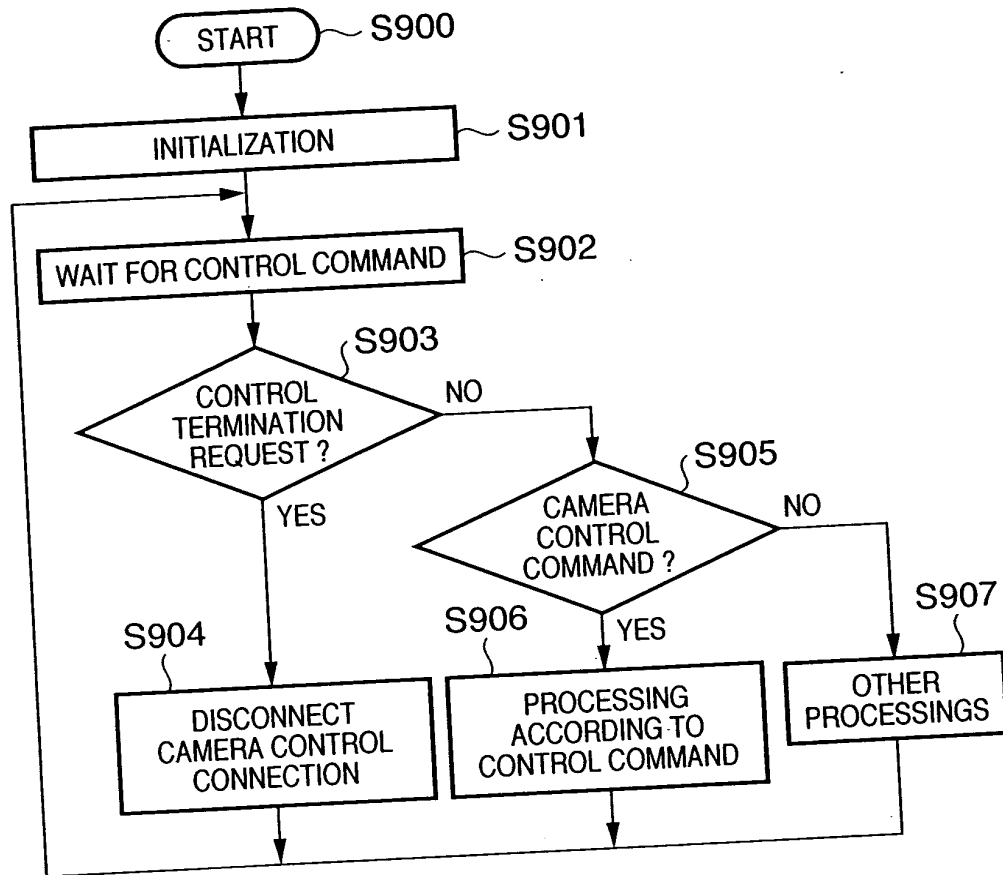 START
S900
INITIALIZATION
S901
WAIT FOR CONTROL COMMAND
S902
S903
CONTROL
TERMINATION
REQUEST ?
NO
YES
S905
CAMERA
CONTROL
COMMAND ?
NO
YES
S904
DISCONNECT
CAMERA CONTROL
CONNECTION
S906
PROCESSING
ACCORDING TO
CONTROL COMMAND
S907
OTHER
PROCESSINGS